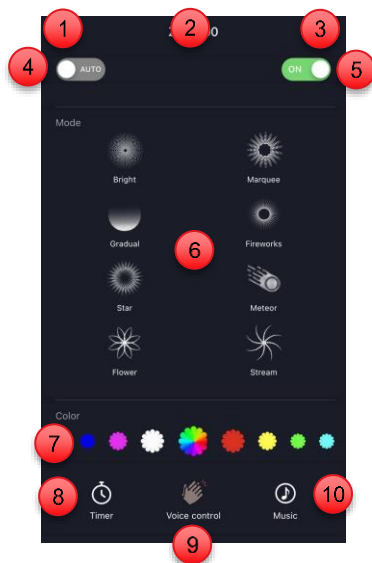 1 2 3
4 AUTO ON 5
Mode
Bright Marquee
Gradual Fireworks
6
Star Meteor
Flower Stream
Color
7
8 10
Timer Voice control Music
9